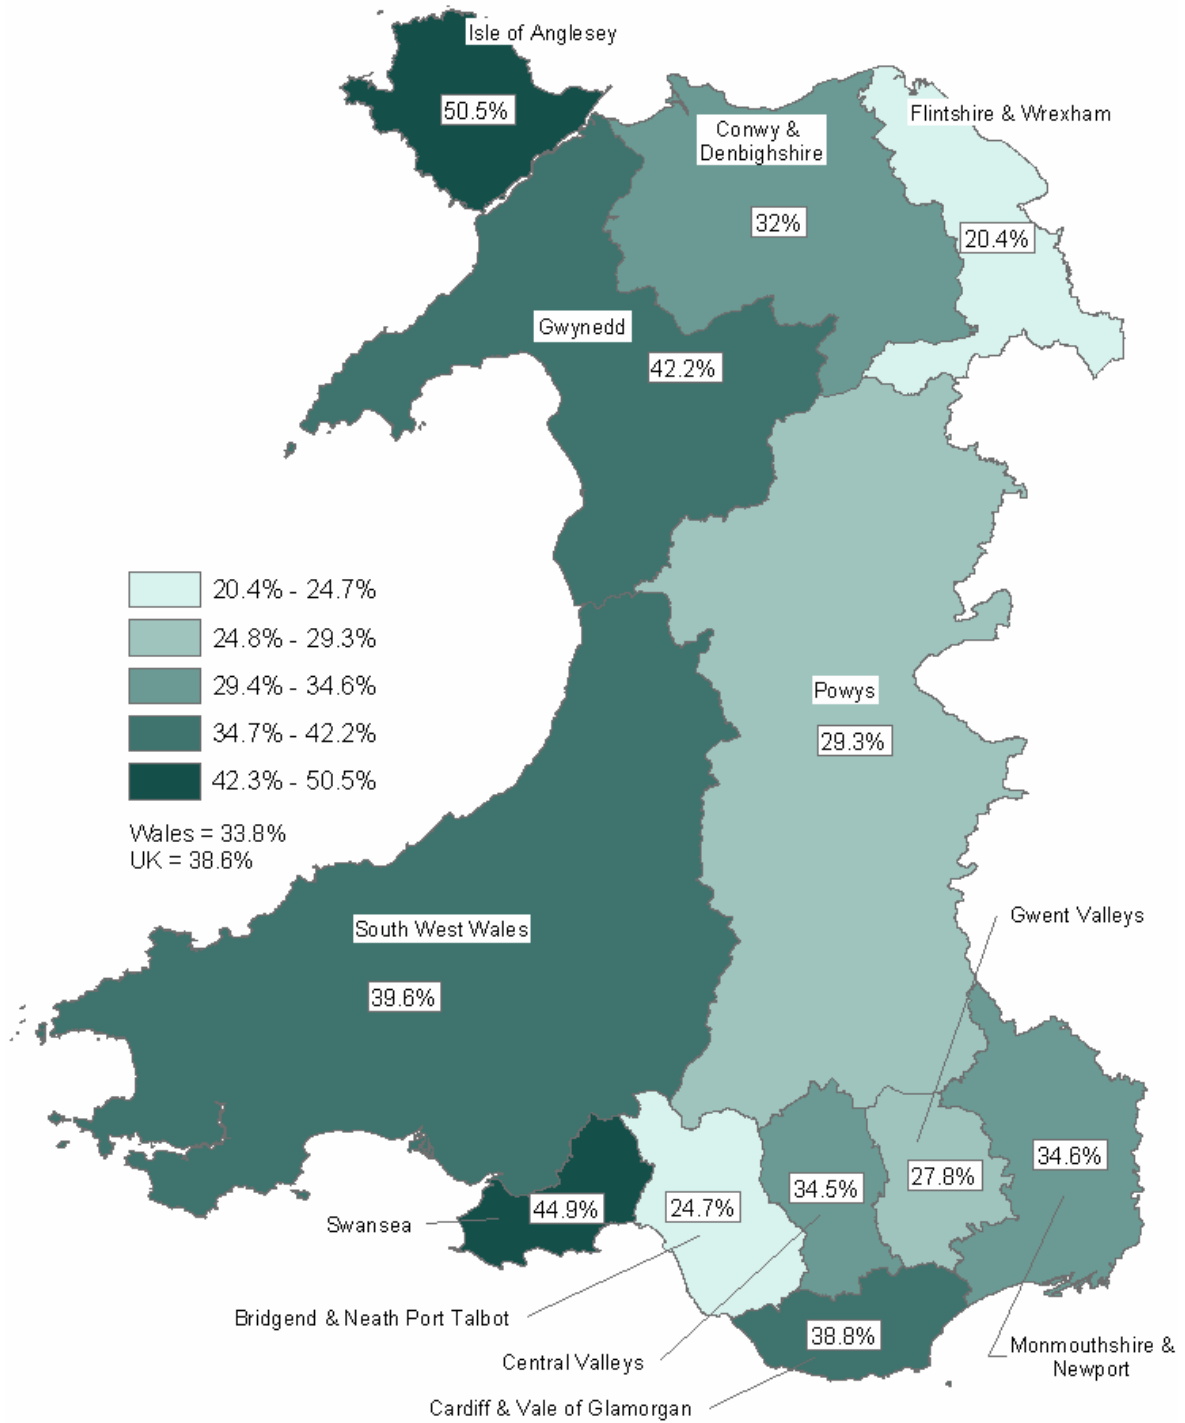 Isle of Anglesey
50.5%
Flintshire & Wrexham
Conwy &
Denbighshire
32%
20.4%
Gwynedd
42.2%
20.4% - 24.7%
24.8% - 29.3%
29.4% - 34.6%
34.7% - 42.2%
42.3% - 50.5%
Wales = 33.8%
UK = 38.6%
Powys
29.3%
Gwent Valleys
South West Wales
39.6%
34.6%
27.8%
34.5%
24.7%
44.9%
Swansea
Bridgend & Neath Port Talbot
38.8%
Central Valleys
Monmouthshire &
Newport
Cardiff & Vale of Glamorgan